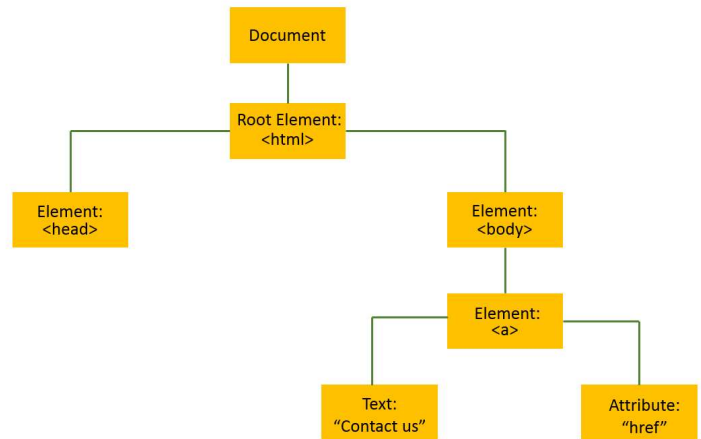 Document
Root Element:
<html>
Element:
<head>
Element:
<body>
Element:
<a>
Text:
“Contact us”
Attribute:
“href”